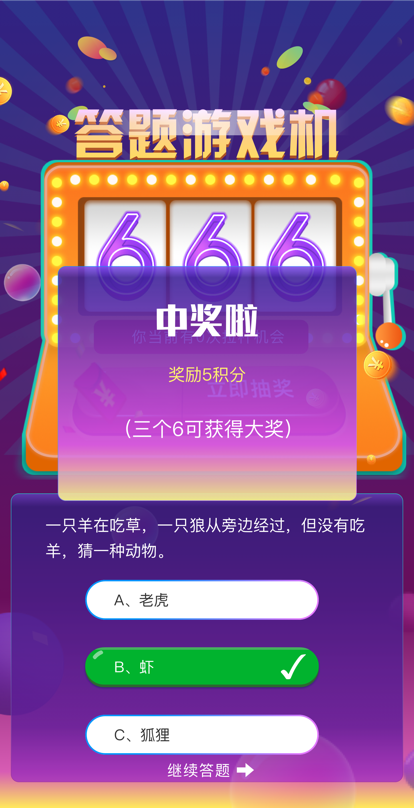 答题游戏机
666
中奖啦
你当前有0次拉杆机会
奖励5积分
立即抽奖
（三个6可获得大奖）
一只羊在吃草，一只狼从旁边经过，但没有吃
羊，猜一种动物。
A、老虎
B、虾
C、狐狸
继续答题